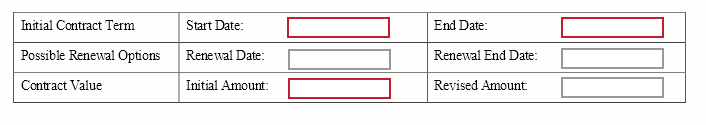 Initial Contract Term Start Date: End Date:
Possible Renewal Options Renewal Date: Renewal End Date:
Contract Value Initial Amount: Revised Amount: